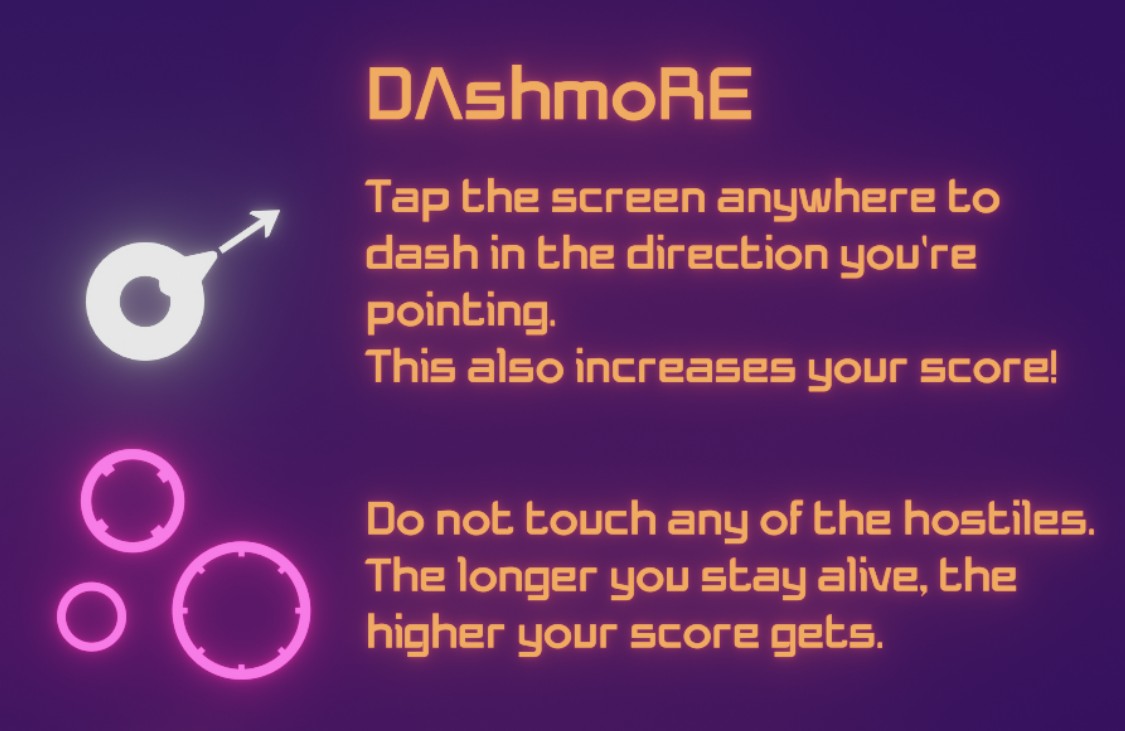 DAshmoRE
Tap the screen anywhere to
dash in the direction you're
pointing.
This also increases your score!
Do not touch any of the hostiles.
The longer you stay alive, the
higher your score gets.